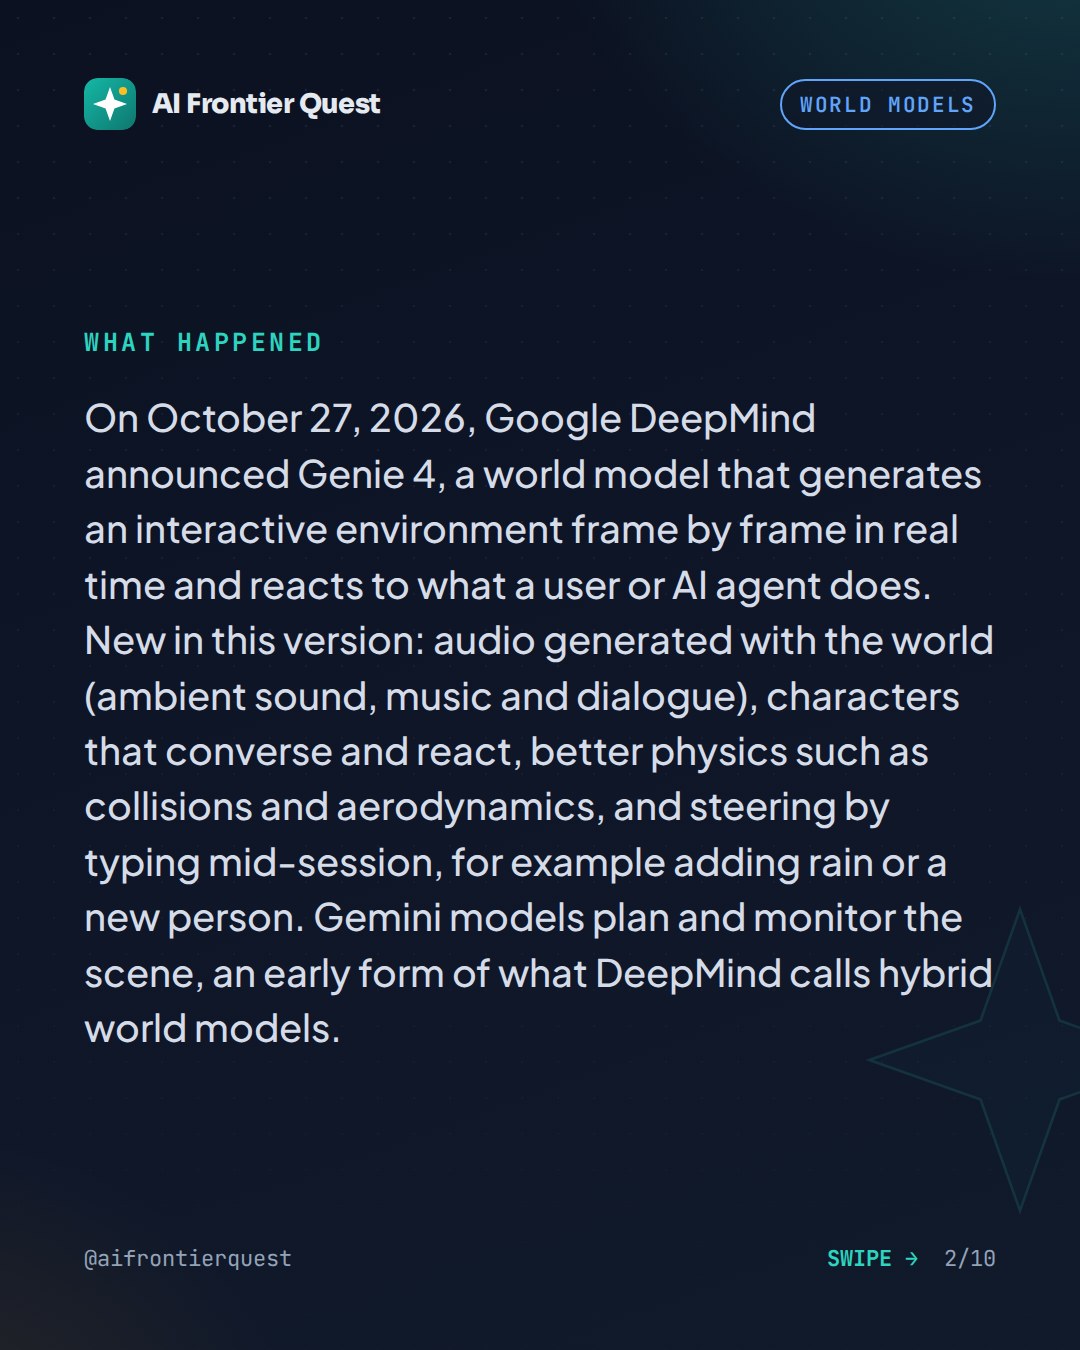 AI Frontier Quest
WORLD MODELS
WHAT HAPPENED
On October 27, 2026, Google DeepMind
announced Genie 4, a world model that generates
an interactive environment frame by frame in real
time and reacts to what a user or AI agent does.
New in this version: audio generated with the world
(ambient sound, music and dialogue), characters
that converse and react, better physics such as
collisions and aerodynamics, and steering by
typing mid-session, for example adding rain or a
new person. Gemini models plan and monitor the
scene, an early form of what DeepMind calls hybrid
world models.
@aifrontierquest
SWIPE → 2/10